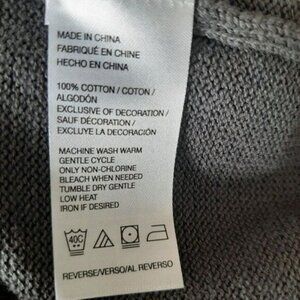 MADE IN CHINA
FABRIQUÉ EN CHINE
HECHO EN CHINA
100% COTTON / COTON /
ALGODÓN
EXCLUSIVE OF DECORATION /
SAUF DÉCORATION /
EXCLUYE LA DECORACIÓN
MACHINE WASH WARM
GENTLE CYCLE
ONLY NON-CHLORINE
BLEACH WHEN NEEDED
TUMBLE DRY GENTLE
LOW HEAT
IRON IF DESIRED
40C
REVERSE/VERSO/AL REVERSO